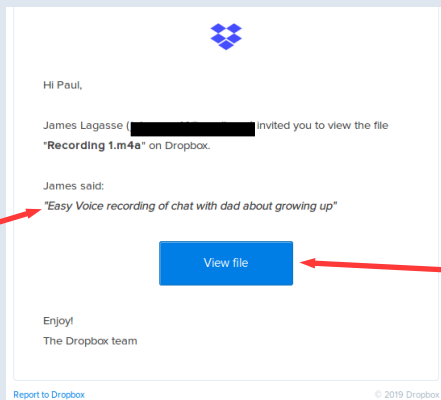 Hi Paul,
James Lagasse ( invited you to view the file
"Recording 1.m4a" on Dropbox.
James said:
"Easy Voice recording of chat with dad about growing up"
View file
Enjoy!
The Dropbox team
Report to Dropbox
© 2019 Dropbox